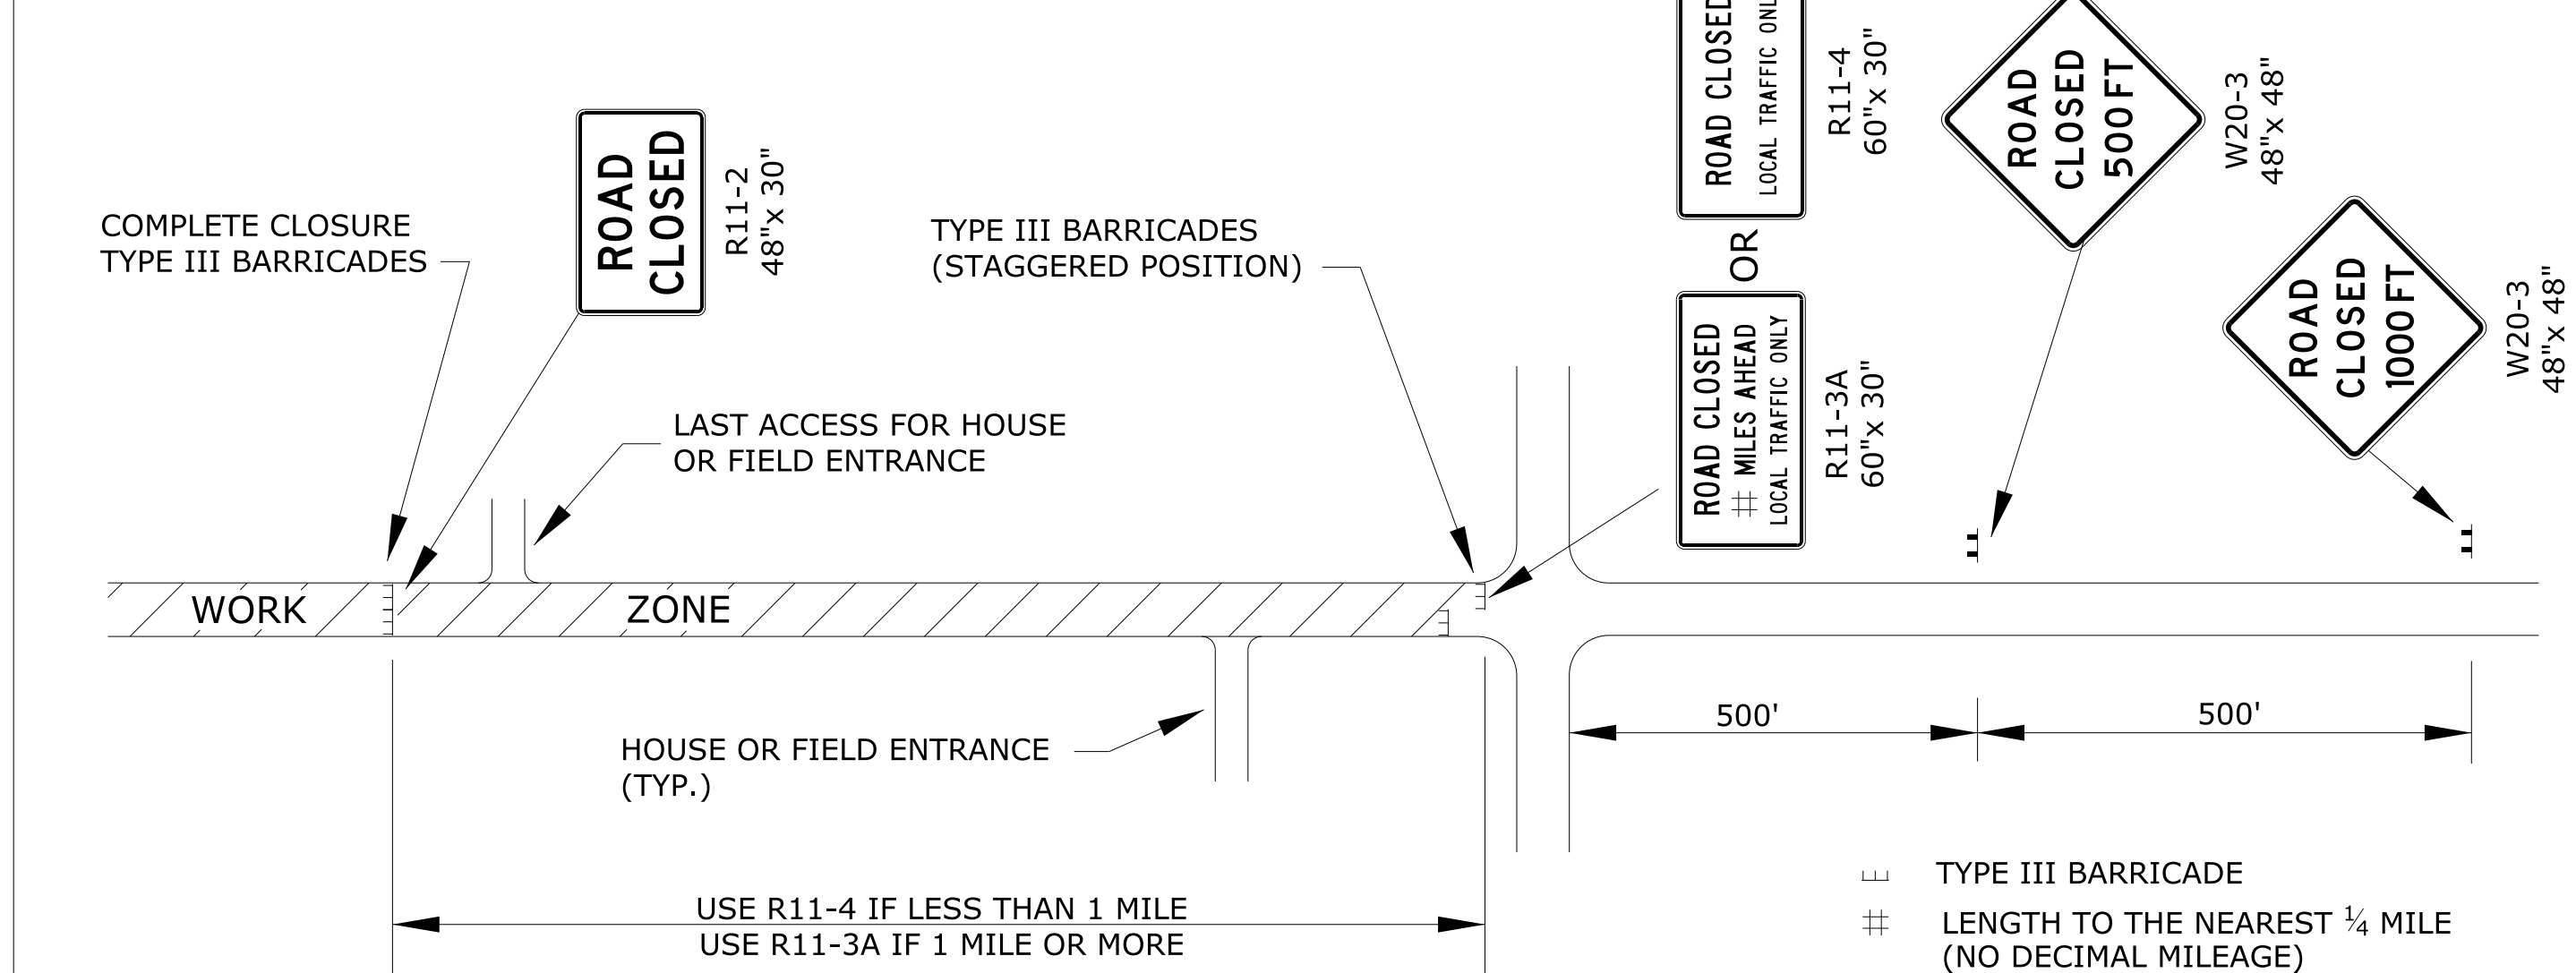 COMPLETE CLOSURE
TYPE III BARRICADES
ROAD
CLOSED
R11-2
48"x 30"
TYPE III BARRICADES
(STAGGERED POSITION)
ROAD CLOSED
LOCAL TRAFFIC ONLY
R11-4
60"x 30"
OR
ROAD CLOSED
# MILES AHEAD
LOCAL TRAFFIC ONLY
R11-3A
60"x 30"
ROAD
CLOSED
500FT
W20-3
48"x 48"
ROAD
CLOSED
1000FT
W20-3
48"x 48"
LAST ACCESS FOR HOUSE
OR FIELD ENTRANCE
WORK ZONE
HOUSE OR FIELD ENTRANCE
(TYP.)
500' 500'
USE R11-4 IF LESS THAN 1 MILE
USE R11-3A IF 1 MILE OR MORE
TYPE III BARRICADE
# LENGTH TO THE NEAREST ¼ MILE
(NO DECIMAL MILEAGE)